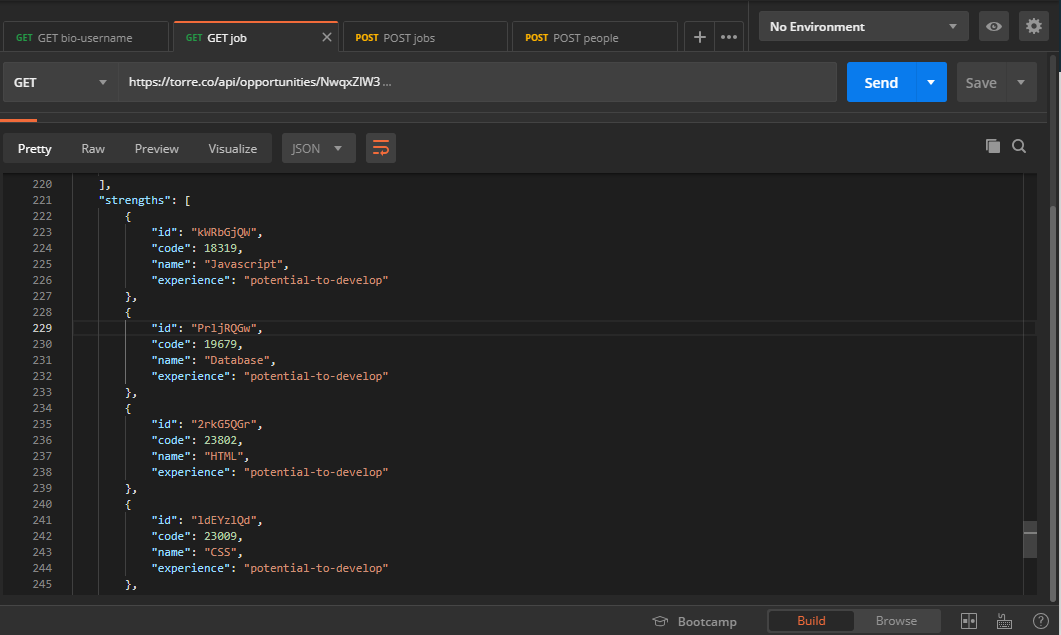 GET GET bio-username
GET GET job
POST POST jobs
POST POST people
No Environment
GET
https://torre.co/api/opportunities/NwqxZlW3 ...
Send
Save
Pretty Raw Preview Visualize JSON
220 ],
221 "strengths": [
222 {
223 "id": "kWRbGjQW",
224 "code": 18319,
225 "name": "Javascript",
226 "experience": "potential-to-develop"
227 },
228 {
229 "id": "PrljRQGw",
230 "code": 19679,
231 "name": "Database",
232 "experience": "potential-to-develop"
233 },
234 {
235 "id": "2rkG5QGr",
236 "code": 23802,
237 "name": "HTML",
238 "experience": "potential-to-develop"
239 },
240 {
241 "id": "ldEYzlQd",
242 "code": 23009,
243 "name": "CSS",
244 "experience": "potential-to-develop"
245 },
Bootcamp Build Browse